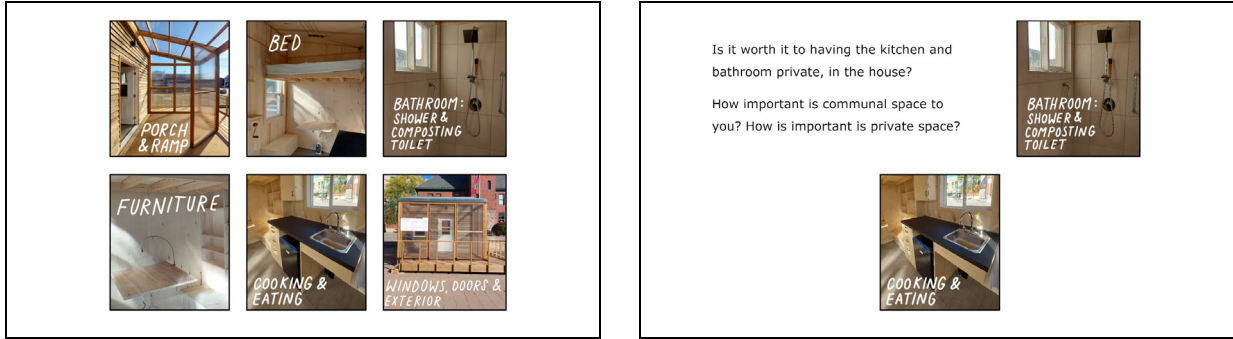 PORCH
& RAMP
BED
BATHROOM:
SHOWER &
COMPOSTING
TOILET
FURNITURE
COOKING &
EATING
WINDOWS, DOORS &
EXTERIOR
Is it worth it to having the kitchen and
bathroom private, in the house?
How important is communal space to
you? How is important is private space?
BATHROOM:
SHOWER &
COMPOSTING
TOILET
COOKING &
EATING